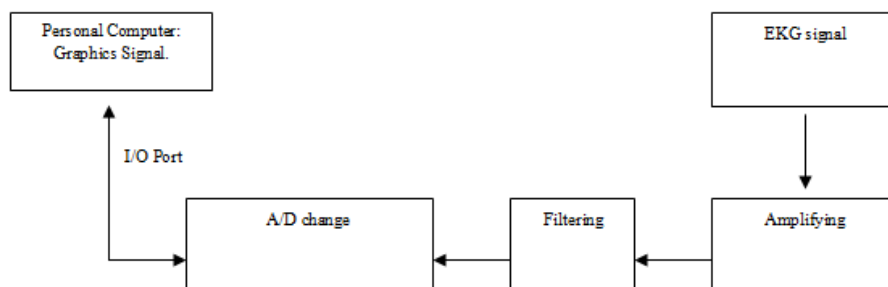 Personal Computer:
Graphics Signal.
EKG signal
I/O Port
A/D change
Filtering
Amplifying